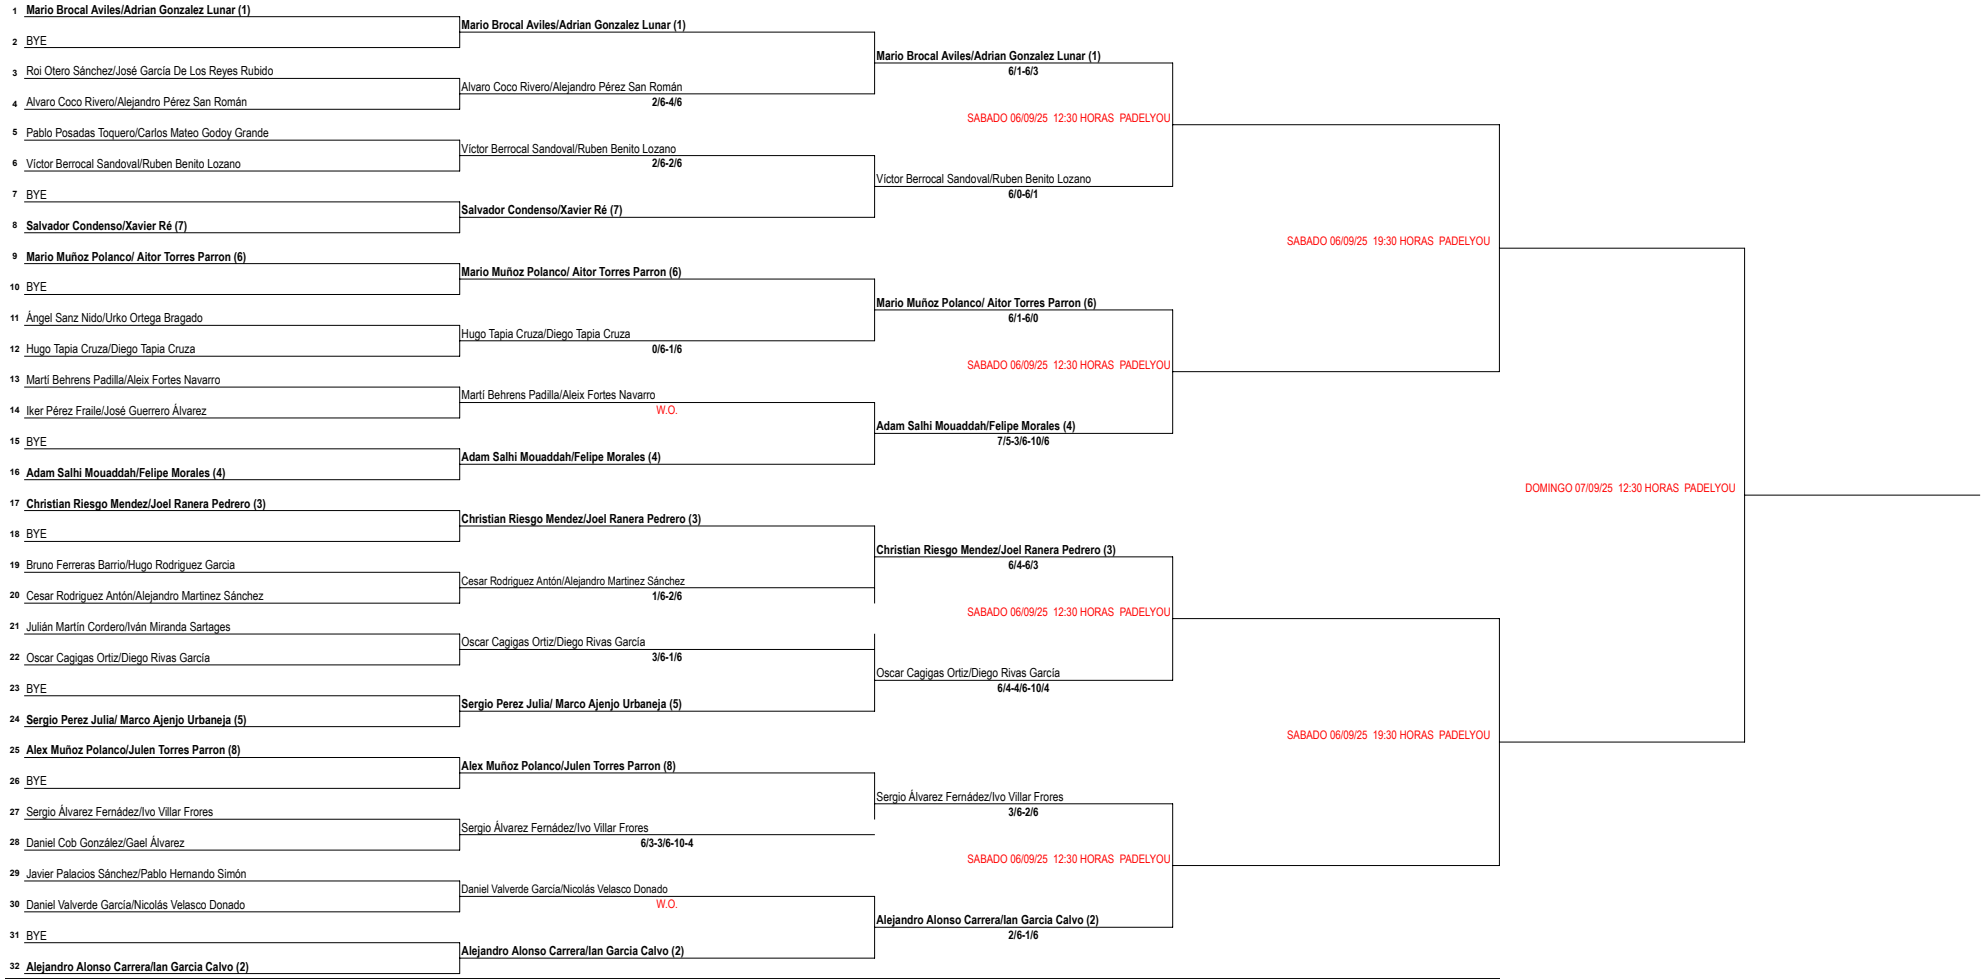 1 Mario Brocal Aviles/Adrian Gonzalez Lunar (1)
Mario Brocal Aviles/Adrian Gonzalez Lunar (1)
2 BYE
Mario Brocal Aviles/Adrian Gonzalez Lunar (1)
6/1-6/3
3 Roi Otero Sánchez/José García De Los Reyes Rubido
Alvaro Coco Rivero/Alejandro Pérez San Román
2/6-4/6
4 Alvaro Coco Rivero/Alejandro Pérez San Román
SABADO 06/09/25 12:30 HORAS PADELYOU
5 Pablo Posadas Toquero/Carlos Mateo Godoy Grande
Víctor Berrocal Sandoval/Ruben Benito Lozano
2/6-2/6
6 Víctor Berrocal Sandoval/Ruben Benito Lozano
Víctor Berrocal Sandoval/Ruben Benito Lozano
6/0-6/1
7 BYE
Salvador Condenso/Xavier Ré (7)
8 Salvador Condenso/Xavier Ré (7)
SABADO 06/09/25 19:30 HORAS PADELYOU
9 Mario Muñoz Polanco/ Aitor Torres Parron (6)
Mario Muñoz Polanco/ Aitor Torres Parron (6)
10 BYE
Mario Muñoz Polanco/ Aitor Torres Parron (6)
6/1-6/0
11 Ángel Sanz Nido/Urko Ortega Bragado
Hugo Tapia Cruza/Diego Tapia Cruza
0/6-1/6
12 Hugo Tapia Cruza/Diego Tapia Cruza
SABADO 06/09/25 12:30 HORAS PADELYOU
13 Martí Behrens Padilla/Aleix Fortes Navarro
Martí Behrens Padilla/Aleix Fortes Navarro
W.O.
14 Iker Pérez Fraile/José Guerrero Álvarez
Adam Salhi Mouaddah/Felipe Morales (4)
7/5-3/6-10/6
15 BYE
Adam Salhi Mouaddah/Felipe Morales (4)
16 Adam Salhi Mouaddah/Felipe Morales (4)
DOMINGO 07/09/25 12:30 HORAS PADELYOU
17 Christian Riesgo Mendez/Joel Ranera Pedrero (3)
Christian Riesgo Mendez/Joel Ranera Pedrero (3)
18 BYE
Christian Riesgo Mendez/Joel Ranera Pedrero (3)
6/4-6/3
19 Bruno Ferreras Barrio/Hugo Rodriguez Garcia
Cesar Rodriguez Antón/Alejandro Martinez Sánchez
1/6-2/6
20 Cesar Rodriguez Antón/Alejandro Martinez Sánchez
SABADO 06/09/25 12:30 HORAS PADELYOU
21 Julián Martín Cordero/Iván Miranda Sartages
Oscar Cagigas Ortiz/Diego Rivas García
3/6-1/6
22 Oscar Cagigas Ortiz/Diego Rivas García
Oscar Cagigas Ortiz/Diego Rivas García
6/4-4/6-10/4
23 BYE
Sergio Perez Julia/ Marco Ajenjo Urbaneja (5)
24 Sergio Perez Julia/ Marco Ajenjo Urbaneja (5)
SABADO 06/09/25 19:30 HORAS PADELYOU
25 Alex Muñoz Polanco/Julen Torres Parron (8)
Alex Muñoz Polanco/Julen Torres Parron (8)
26 BYE
Sergio Álvarez Fernádez/Ivo Villar Frores
3/6-2/6
27 Sergio Álvarez Fernádez/Ivo Villar Frores
Sergio Álvarez Fernádez/Ivo Villar Frores
6/3-3/6-10-4
28 Daniel Cob González/Gael Álvarez
SABADO 06/09/25 12:30 HORAS PADELYOU
29 Javier Palacios Sánchez/Pablo Hernando Simón
Daniel Valverde García/Nicolás Velasco Donado
W.O.
30 Daniel Valverde García/Nicolás Velasco Donado
Alejandro Alonso Carrera/Ian Garcia Calvo (2)
2/6-1/6
31 BYE
Alejandro Alonso Carrera/Ian Garcia Calvo (2)
32 Alejandro Alonso Carrera/Ian Garcia Calvo (2)